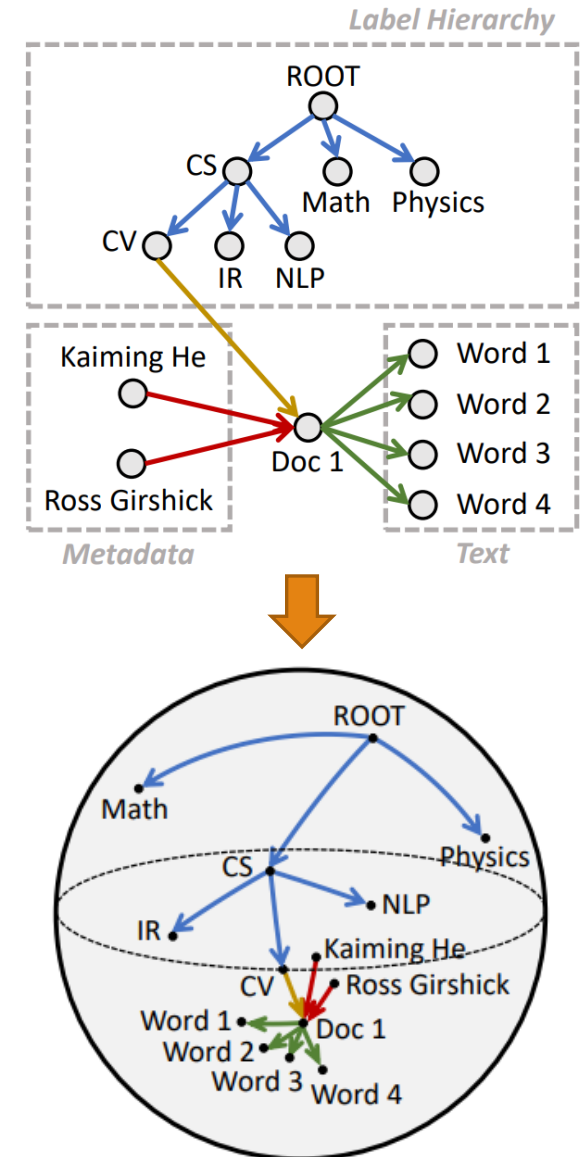 Label Hierarchy
ROOT
CS
Math
Physics
CV
IR
NLP
Kaiming He
Ross Girshick
Metadata
Doc 1
Word 1
Word 2
Word 3
Word 4
Text
ROOT
Math
Physics
CS
NLP
IR
Kaiming He
CV
Ross Girshick
Word 1
Doc 1
Word 2
Word 3
Word 4